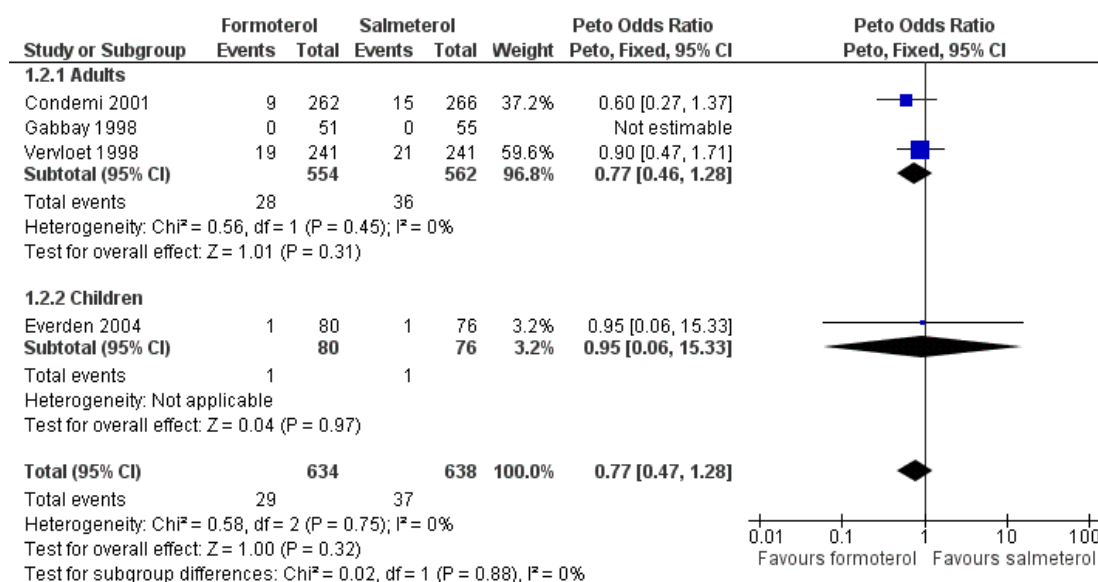 Formoterol Salmeterol Peto Odds Ratio Peto Odds Ratio
Study or Subgroup Events Total Events Total Weight Peto, Fixed, 95% CI Peto, Fixed, 95% CI
1.2.1 Adults
Condemi 2001 9 262 15 266 37.2% 0.60 [0.27, 1.37]
Gabbay 1998 0 51 0 55 Not estimable
Vervloet 1998 19 241 21 241 59.6% 0.90 [0.47, 1.71]
Subtotal (95% CI) 554 562 96.8% 0.77 [0.46, 1.28]
Total events 28 36
Heterogeneity: Chi² = 0.56, df = 1 (P = 0.45); I² = 0%
Test for overall effect: Z = 1.01 (P = 0.31)
1.2.2 Children
Everden 2004 1 80 1 76 3.2% 0.95 [0.06, 15.33]
Subtotal (95% CI) 80 76 3.2% 0.95 [0.06, 15.33]
Total events 1 1
Heterogeneity: Not applicable
Test for overall effect: Z = 0.04 (P = 0.97)
Total (95% CI) 634 638 100.0% 0.77 [0.47, 1.28]
Total events 29 37
Heterogeneity: Chi² = 0.58, df = 2 (P = 0.75); I² = 0%
Test for overall effect: Z = 1.00 (P = 0.32)
Test for subgroup differences: Chi² = 0.02, df = 1 (P = 0.88), I² = 0%
0.01 0.1 1 10 100
Favours formoterol Favours salmeterol